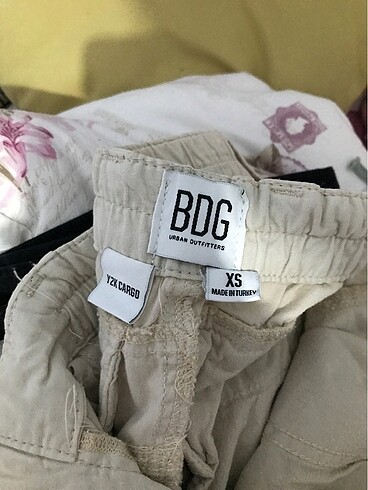 BDG
URBAN OUTFITTERS
Y2K CARGO
XS
MADE IN TURKEY